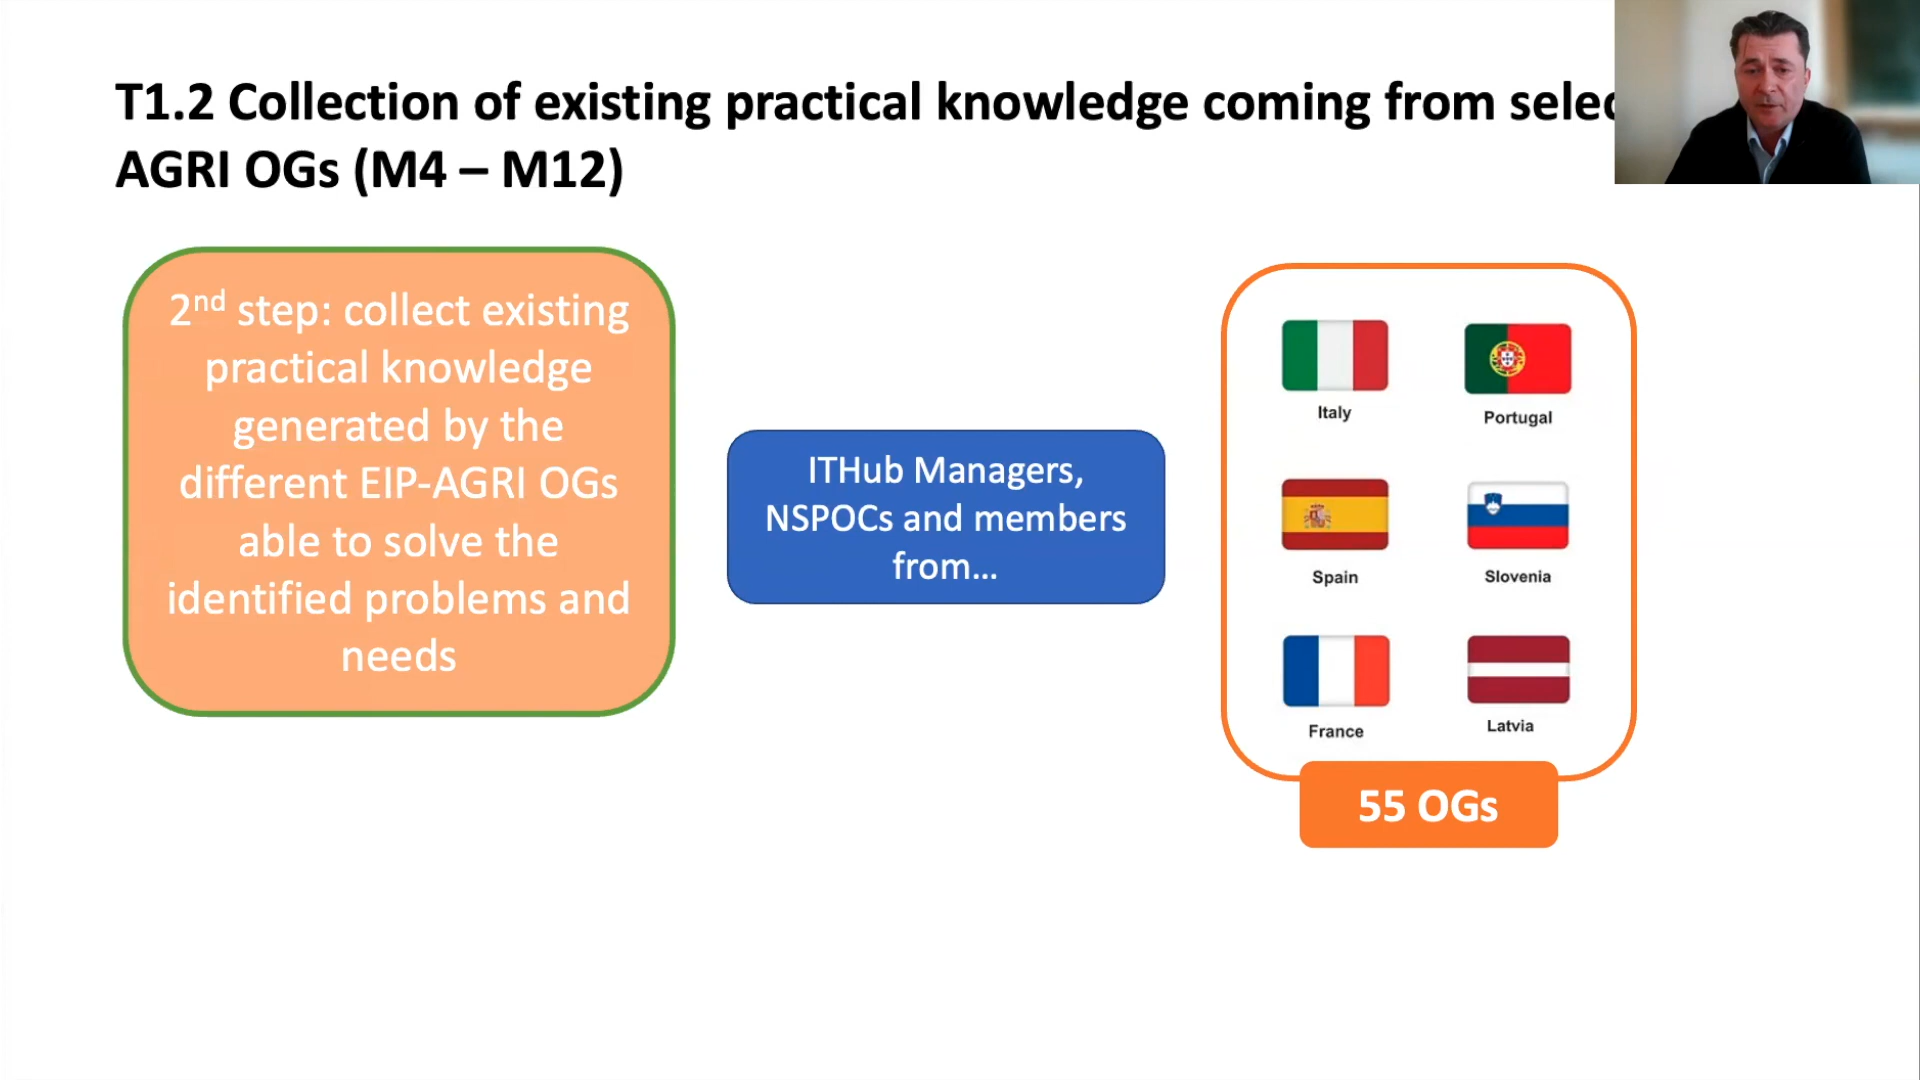 T1.2 Collection of existing practical knowledge coming from
AGRI OGs (M4 – M12)
2nd step: collect existing
practical knowledge
generated by the
different EIP-AGRI OGs
able to solve the
identified problems and
needs
ITHub Managers,
NSPOCs and members
from...
Italy
Portugal
Spain
Slovenia
France
Latvia
55 OGs